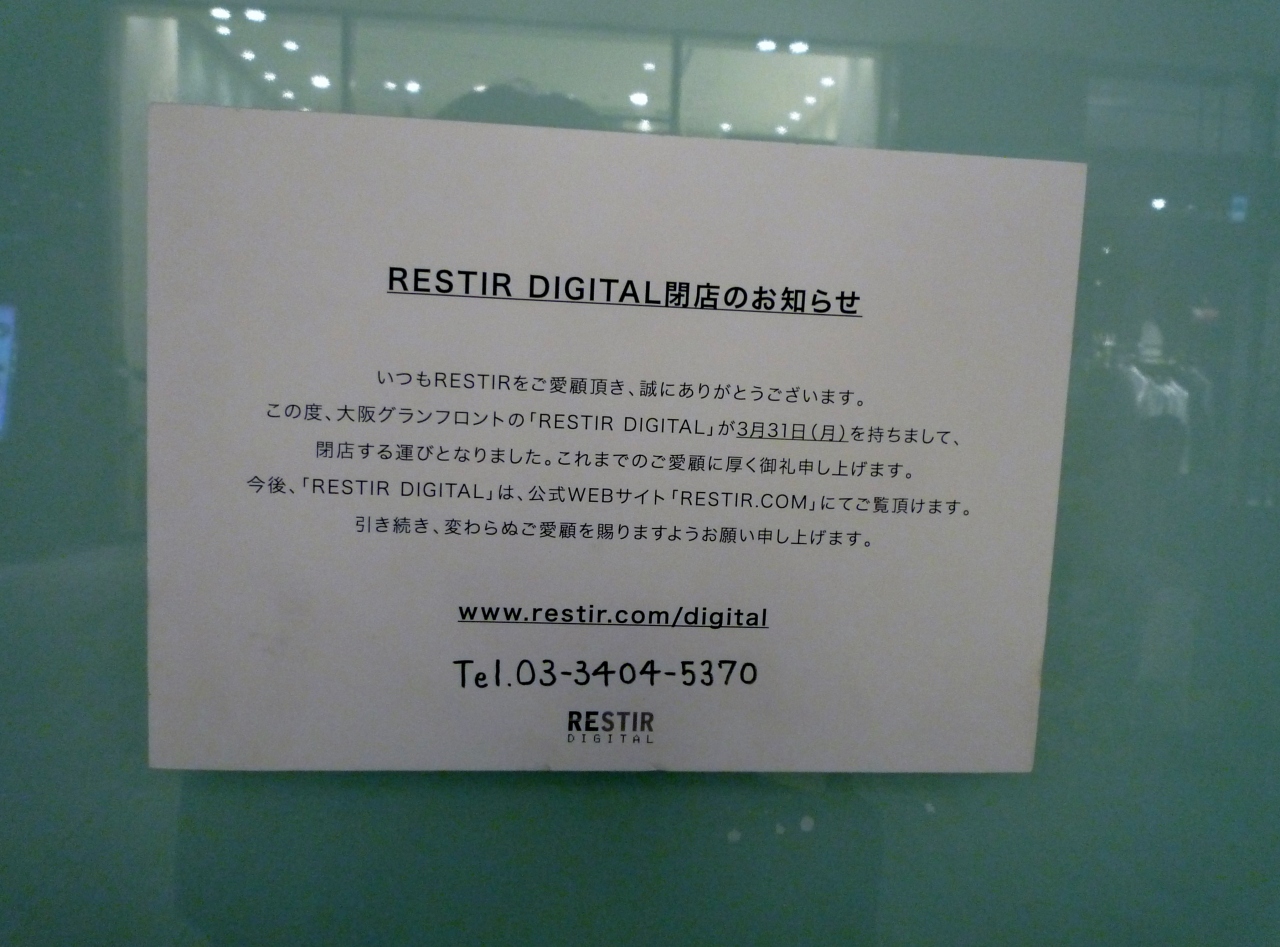 RESTIR DIGITAL閉店のお知らせ
いつもRESTIRをご愛顧頂き、誠にありがとうございます。
この度、大阪グランフロントの「RESTIR DIGITAL」が3月31日(月)を持ちまして、
閉店する運びとなりました。これまでのご愛顧に厚く御礼申し上げます。
今後、「RESTIR DIGITAL」は、公式WEBサイト「RESTIR.COM」にてご覧頂けます。
引き続き、変わらぬご愛顧を賜りますようお願い申し上げます。
www.restir.com/digital
Tel.03-3404-5370
RESTIR
DIGITAL